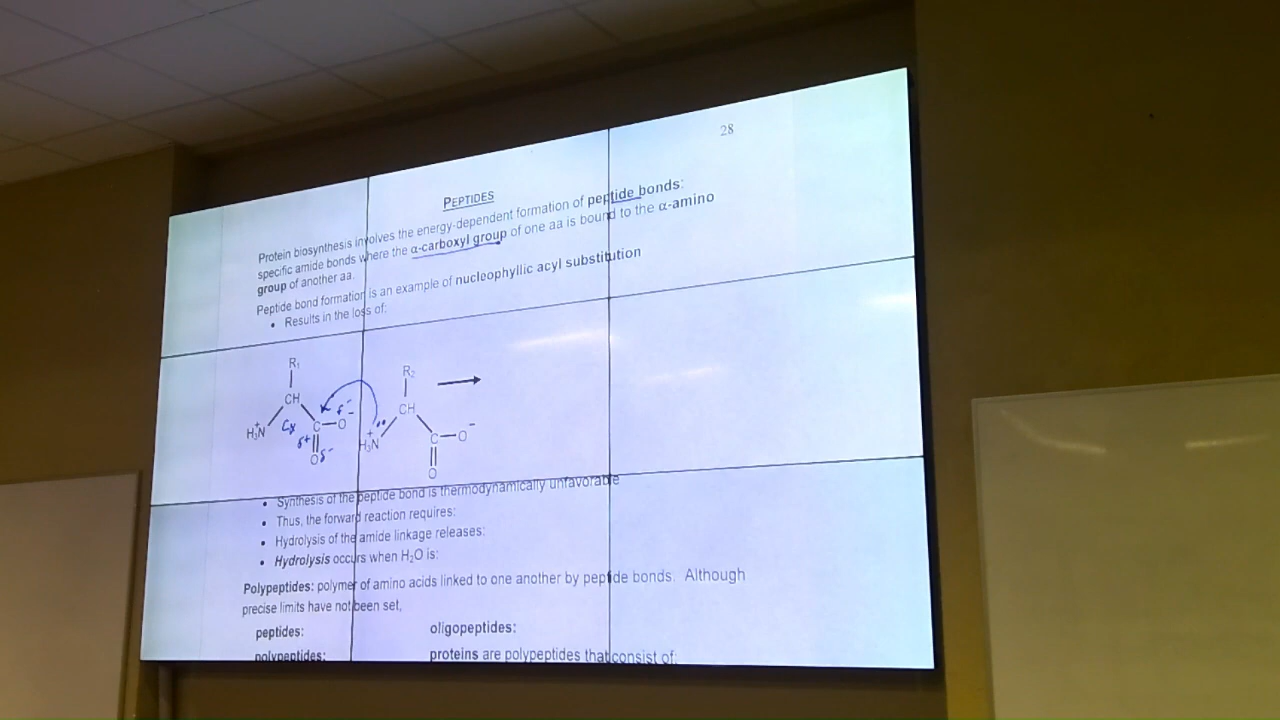 28
PEPTIDES
Protein biosynthesis involves the energy-dependent formation of peptide bonds:
specific amide bonds where the α-carboxyl group of one aa is bound to the α-amino
group of another aa.
Peptide bond formation is an example of nucleophyllic acyl substitution
• Results in the loss of:
R₁
R₂
CH
CH
δ⁻
H₃N⁺
Cα
C
O⁻
H₃N⁺
δ+
C
O⁻
O
δ⁻
O
• Synthesis of the peptide bond is thermodynamically unfavorable
• Thus, the forward reaction requires:
• Hydrolysis of the amide linkage releases:
• Hydrolysis occurs when H₂O is:
Polypeptides: polymer of amino acids linked to one another by peptide bonds. Although
precise limits have not been set,
peptides: oligopeptides:
polypeptides: proteins are polypeptides that consist of: